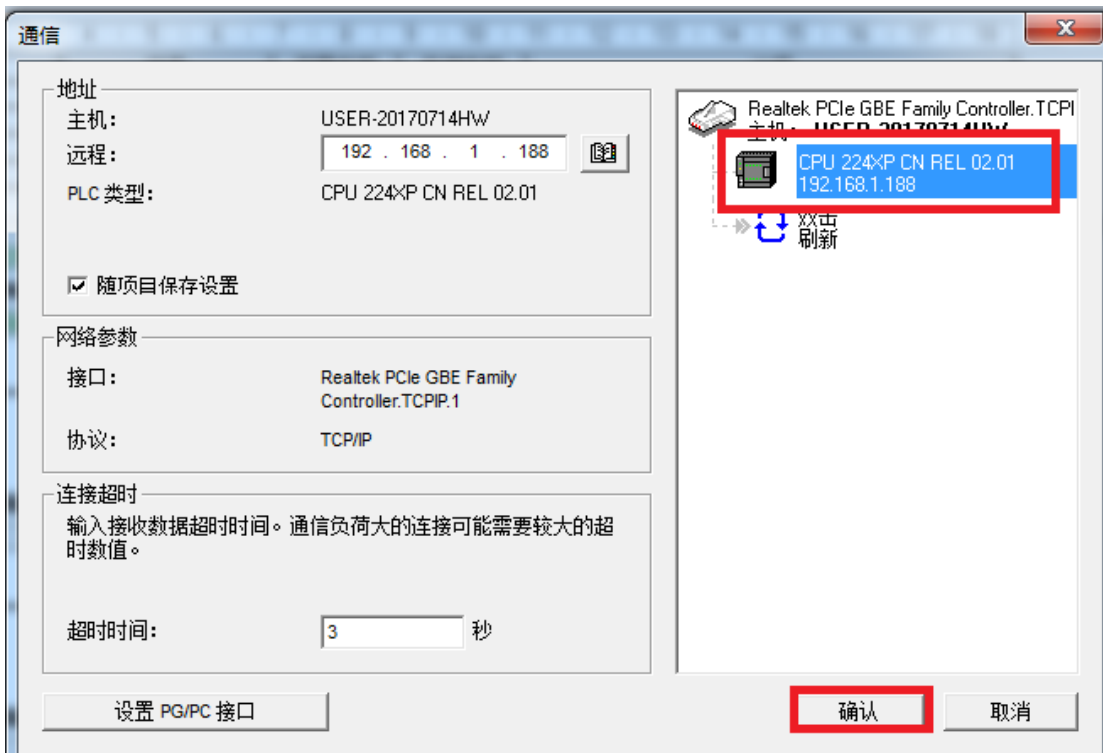 通信
地址
主机：
USER-20170714HW
远程：
192 . 168 . 1 . 188
PLC 类型：
CPU 224XP CN REL 02.01
随项目保存设置
网络参数
接口：
Realtek PCIe GBE Family
Controller.TCPIP.1
协议：
TCP/IP
连接超时
输入接收数据超时时间。通信负荷大的连接可能需要较大的超
时数值。
超时时间：
3
秒
设置 PG/PC 接口
Realtek PCIe GBE Family Controller.TCPI
主机： USER-20170714HW
CPU 224XP CN REL 02.01
192.168.1.188
双击
刷新
确认
取消